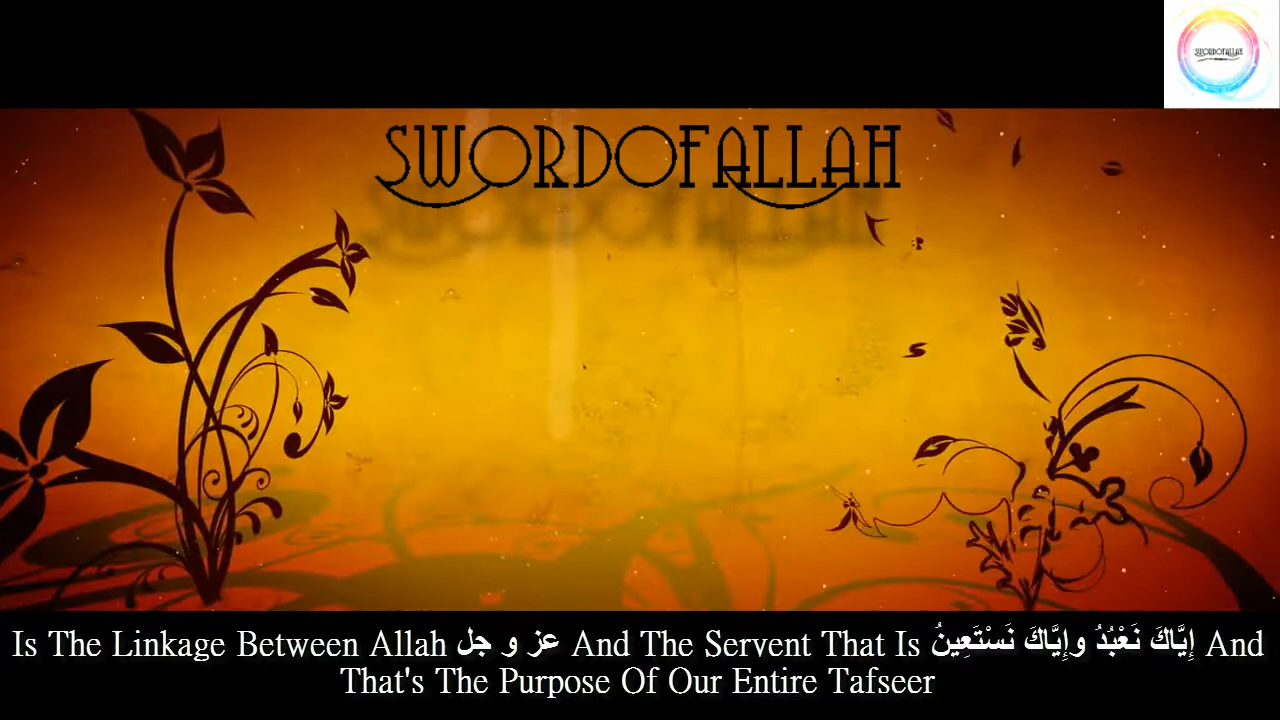 SWORDOFALLAH
SWORDOFALLAH
Is The Linkage Between Allah عز و جل And The Servent That Is إِيَّاكَ نَعْبُدُ وإِيَّاكَ نَسْتَعِينُ And
That's The Purpose Of Our Entire Tafseer